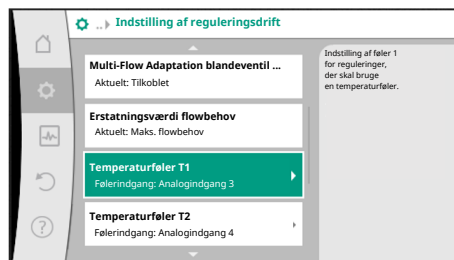 ..▸ Indstilling af reguleringsdrift
Multi-Flow Adaptation blandeventil ...
Aktuelt: Tilkoblet
Erstatningsværdi flowbehov
Aktuelt: Maks. flowbehov
Temperaturføler T1
Følerindgang: Analogindgang 3
Temperaturføler T2
Følerindgang: Analogindgang 4
Indstilling af føler 1
for reguleringer,
der skal bruge
en temperaturføler.
?